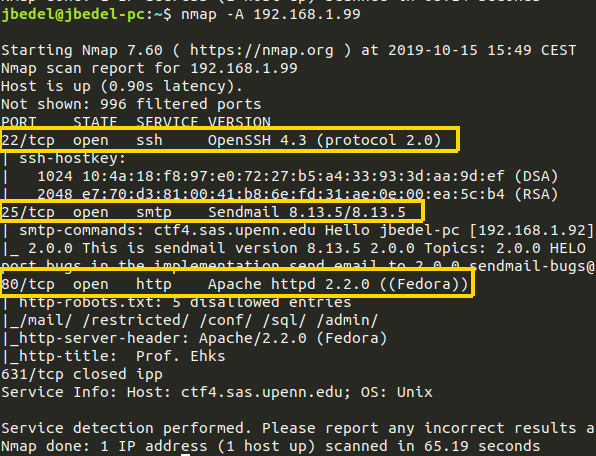 jbedel@jbedel-pc:~$ nmap -A 192.168.1.99
Starting Nmap 7.60 ( https://nmap.org ) at 2019-10-15 15:49 CEST
Nmap scan report for 192.168.1.99
Host is up (0.90s latency).
Not shown: 996 filtered ports
PORT    STATE  SERVICE VERSION
22/tcp  open   ssh     OpenSSH 4.3 (protocol 2.0)
| ssh-hostkey:
|   1024 10:4a:18:f8:97:e0:72:27:b5:a4:33:93:3d:aa:9d:ef (DSA)
|_  2048 e7:70:d3:81:00:41:b8:6e:fd:31:ae:0e:00:ea:5c:b4 (RSA)
25/tcp  open   smtp    Sendmail 8.13.5/8.13.5
| smtp-commands: ctf4.sas.upenn.edu Hello jbedel-pc [192.168.1.92]
|_ 2.0.0 This is sendmail version 8.13.5 2.0.0 Topics: 2.0.0 HELO
port bugs in the implementation send email to 2.0.0 sendmail-bugs@
80/tcp  open   http    Apache httpd 2.2.0 ((Fedora))
| http-robots.txt: 5 disallowed entries
|_/mail/ /restricted/ /conf/ /sql/ /admin/
|_http-server-header: Apache/2.2.0 (Fedora)
|_http-title:  Prof. Ehks
631/tcp closed ipp
Service Info: Host: ctf4.sas.upenn.edu; OS: Unix
Service detection performed. Please report any incorrect results a
Nmap done: 1 IP address (1 host up) scanned in 65.19 seconds